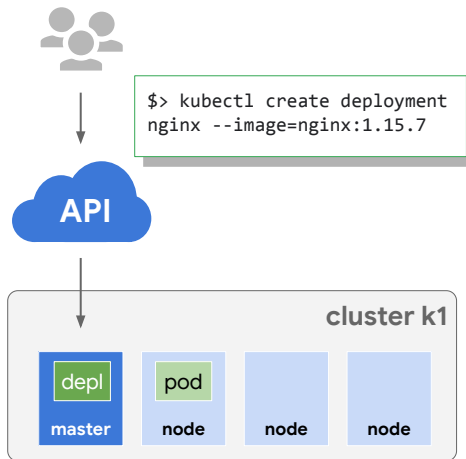 $> kubectl create deployment
nginx --image=nginx:1.15.7
API
cluster k1
depl
pod
master
node
node
node